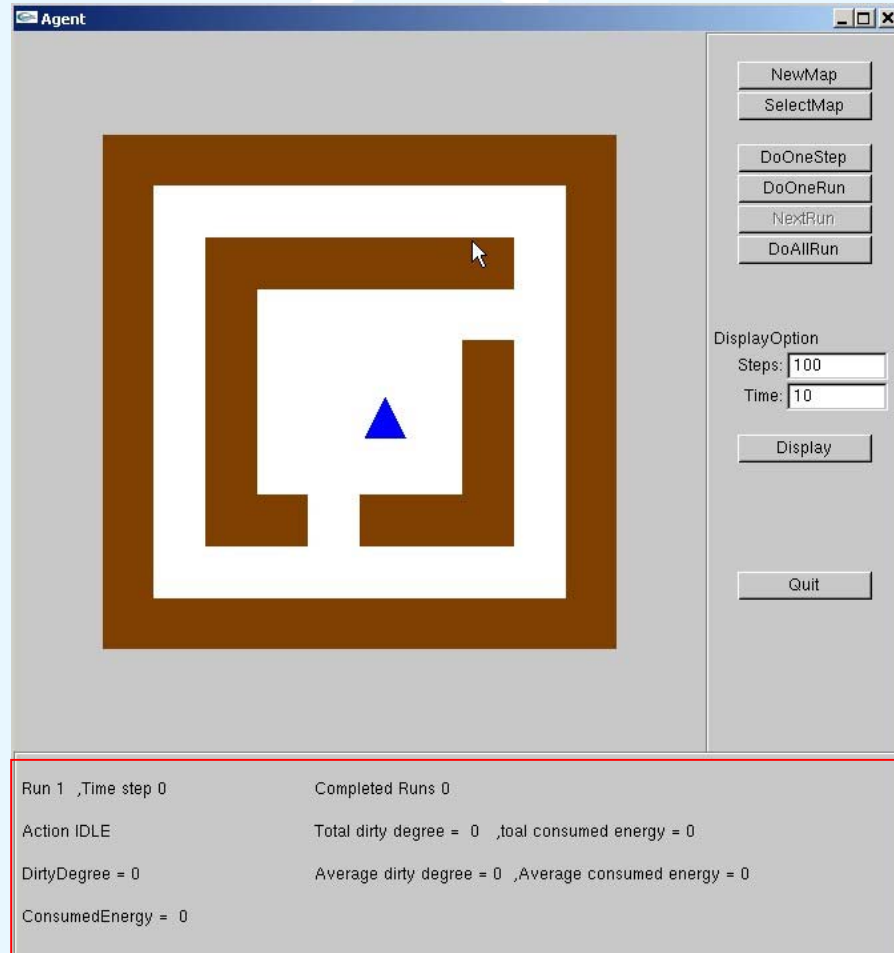 Agent
NewMap
SelectMap
DoOneStep
DoOneRun
NextRun
DoAllRun
DisplayOption
Steps: 100
Time: 10
Display
Quit
Run 1 ,Time step 0
Completed Runs 0
Action IDLE
Total dirty degree = 0 ,toal consumed energy = 0
DirtyDegree = 0
Average dirty degree = 0 ,Average consumed energy = 0
ConsumedEnergy = 0